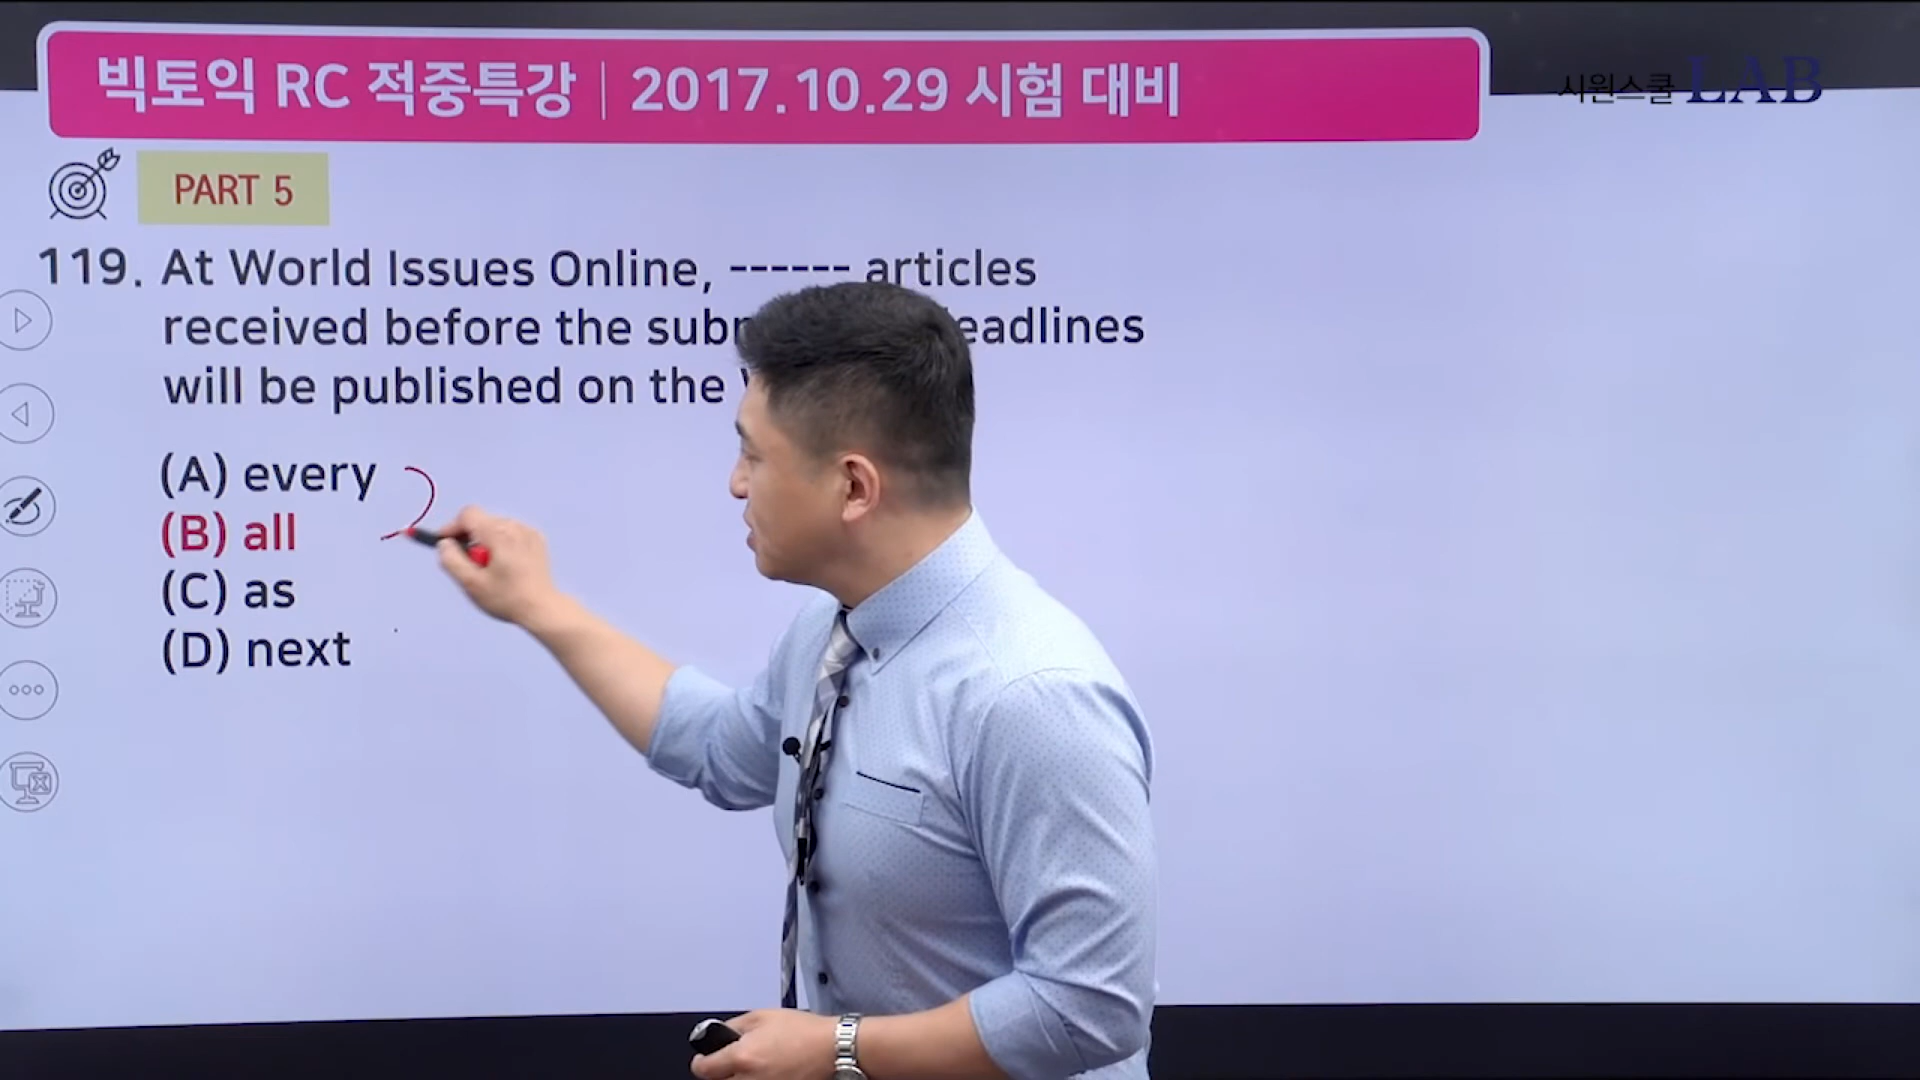 빅토익 RC 적중특강 | 2017.10.29 시험 대비
시원스쿨 LAB
PART 5
119. At World Issues Online, ------ articles
received before the eadlines
will be published on the
(A) every
(B) all
(C) as
(D) next